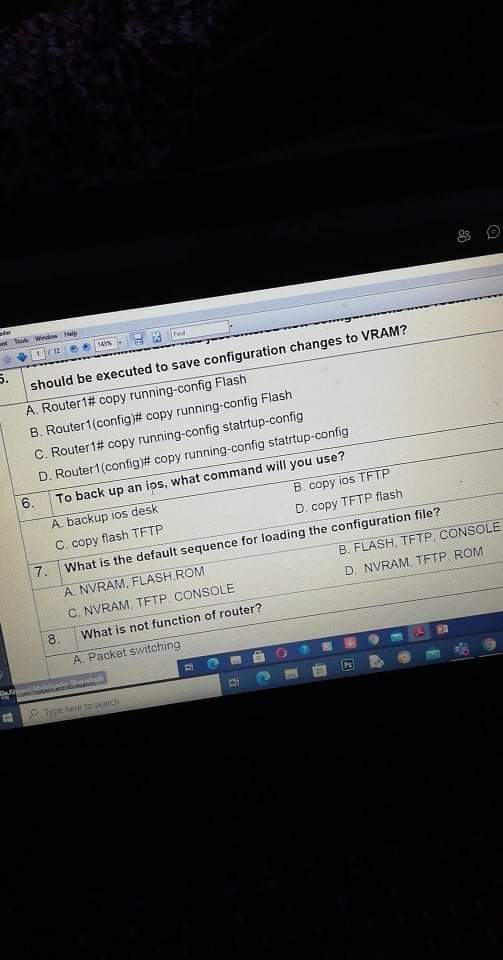 Tools Window Help
1 / 12 143% Find
5. should be executed to save configuration changes to VRAM?
A. Router1# copy running-config Flash
B. Router1(config)# copy running-config Flash
C. Router1# copy running-config statrtup-config
D. Router1(config)# copy running-config statrtup-config
6. To back up an ios, what command will you use?
A. backup ios desk B. copy ios TFTP
C. copy flash TFTP D. copy TFTP flash
7. What is the default sequence for loading the configuration file?
A. NVRAM, FLASH,ROM B. FLASH, TFTP, CONSOLE
C. NVRAM, TFTP, CONSOLE D. NVRAM, TFTP, ROM
8. What is not function of router?
A. Packet switching
Ps
Type here to search